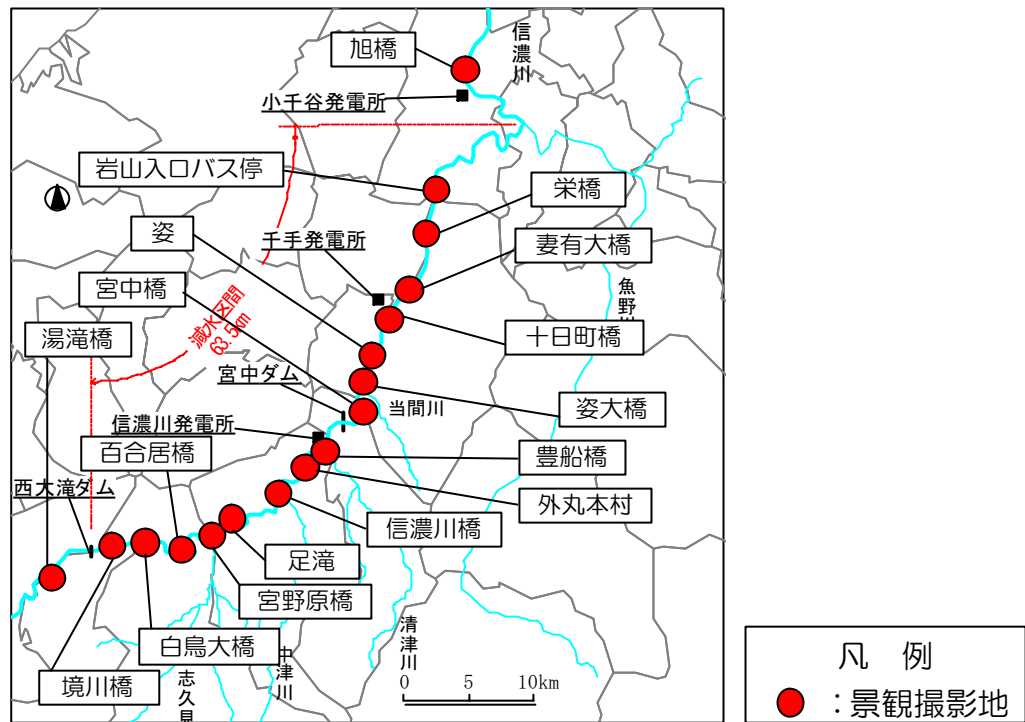 信濃川
旭橋
小千谷発電所
岩山入口バス停
栄橋
姿
千手発電所
妻有大橋
宮中橋
魚野川
減水区間
63.5km
十日町橋
湯滝橋
宮中ダム
当間川
姿大橋
信濃川発電所
百合居橋
豊船橋
西大滝ダム
外丸本村
信濃川橋
足滝
宮野原橋
清津川
白鳥大橋
中津川
志久見
境川橋
0 5 10km
凡 例
:景観撮影地